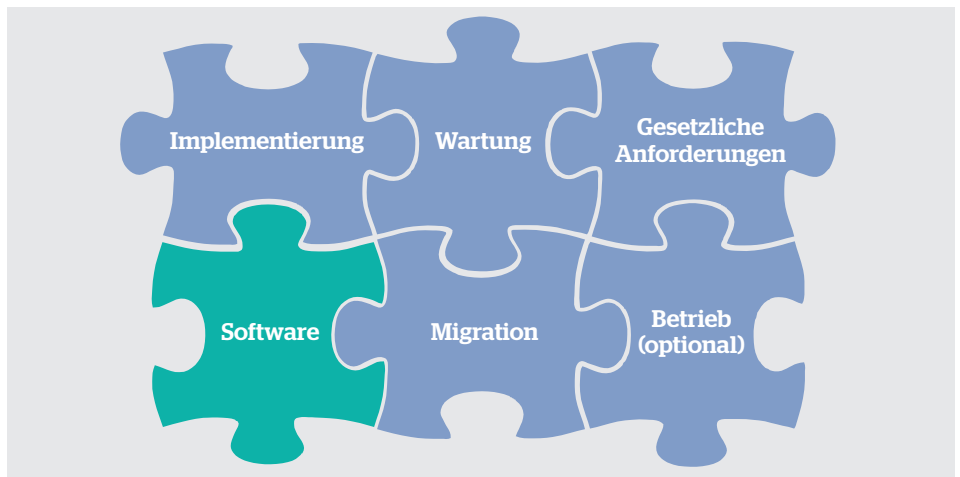 Implementierung
Wartung
Gesetzliche
Anforderungen
Software
Migration
Betrieb
(optional)